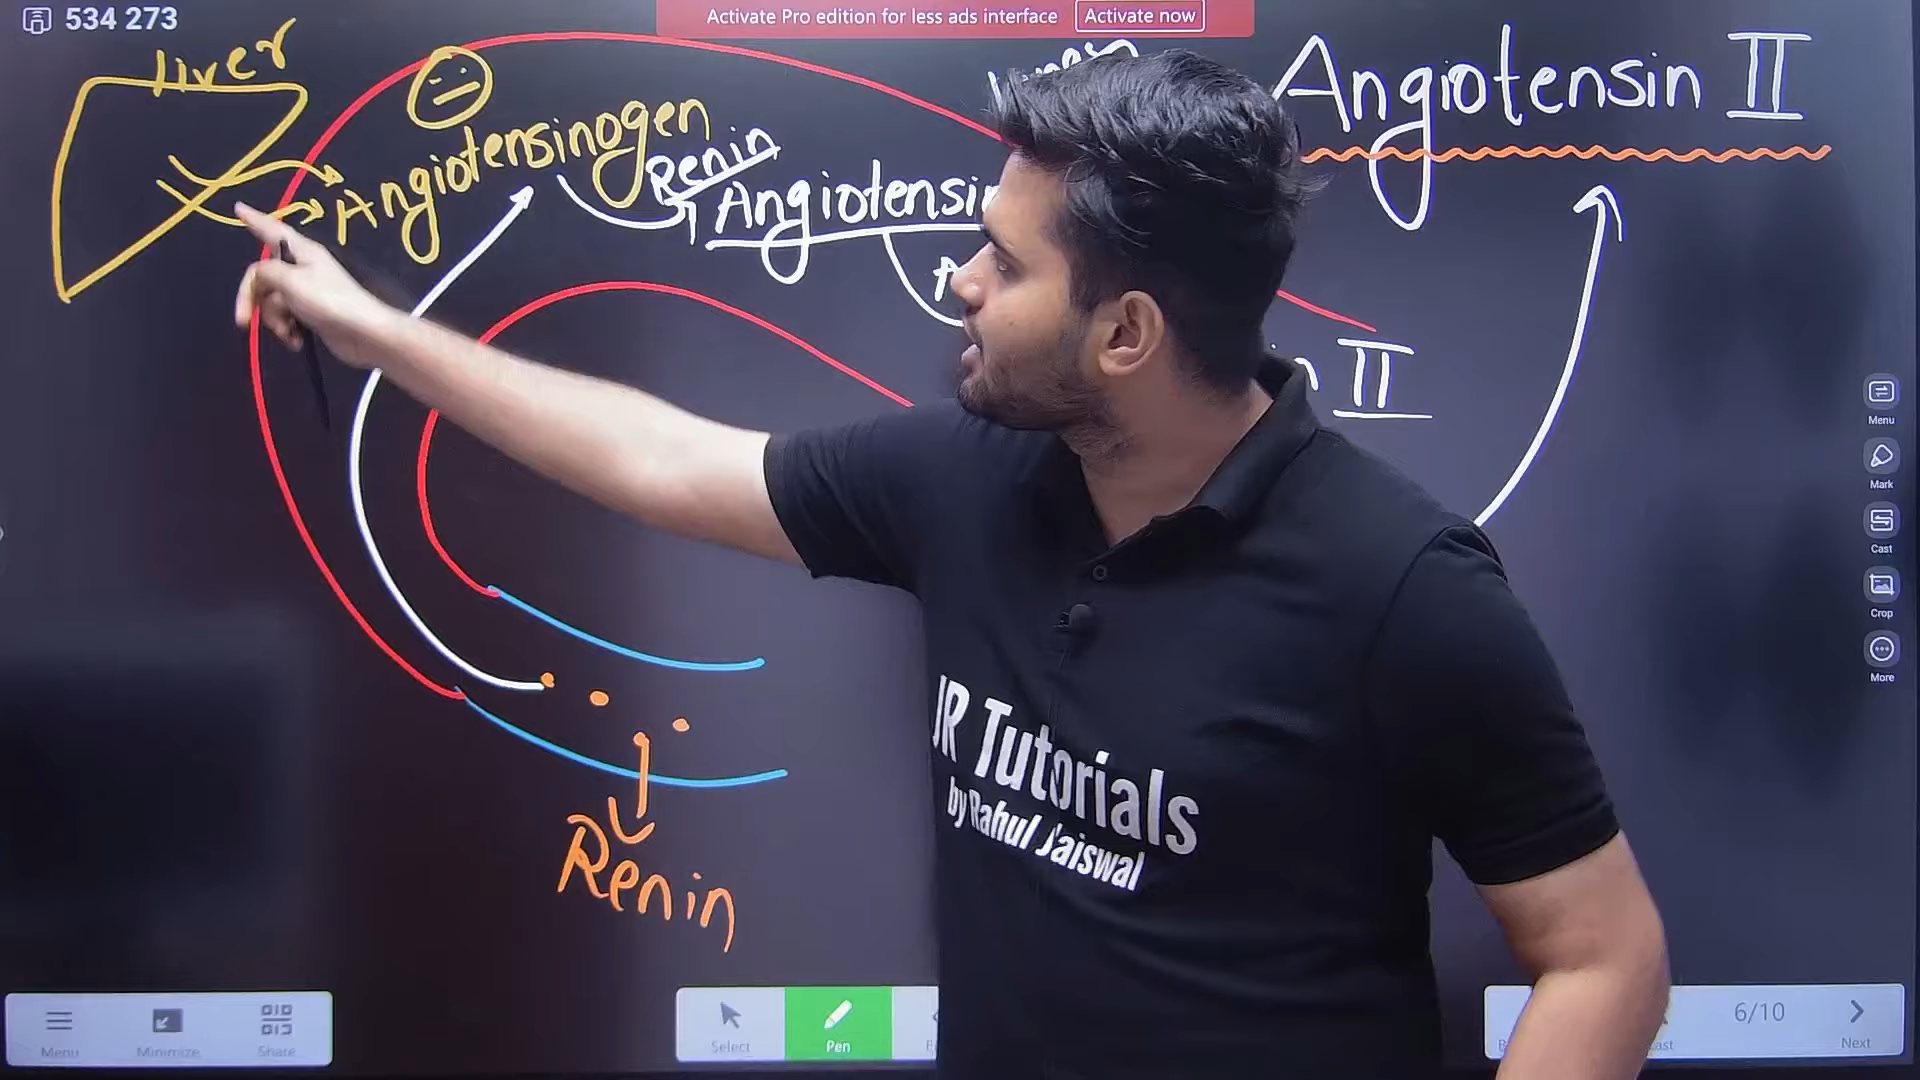 534 273
Activate Pro edition for less ads interface
Activate now
liver
Angiotensinogen
Renin
Angiotensin
Angiotensin II
II
Renin
JR Tutorials
by Rahul Jaiswal
Menu
Mark
Cast
Crop
More
Menu
Minimize
Share
Select
Pen
6/10
Next